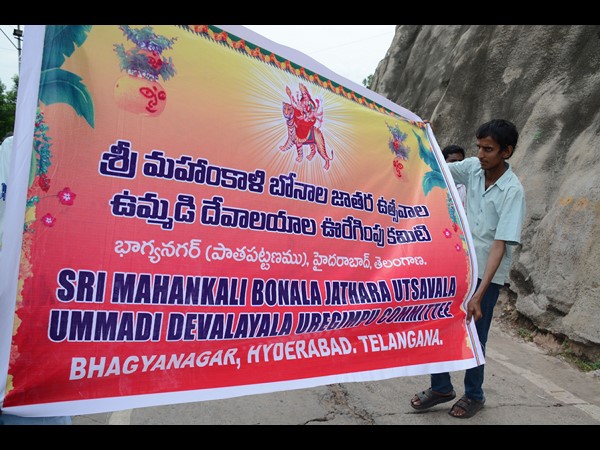 శ్రీ మహాంకాళి బోనాల జాతర ఉత్సవాల
ఉమ్మడి దేవాలయాల ఊరేగింపు కమిటి
భాగ్యనగర్ (పాతపట్టణము), హైదరాబాద్, తెలంగాణ.
SRI MAHANKALI BONALA JATHARA UTSAVALA
UMMADI DEVALAYALA UREGIMPU COMMITTEE
BHAGYANAGAR, HYDERABAD. TELANGANA.